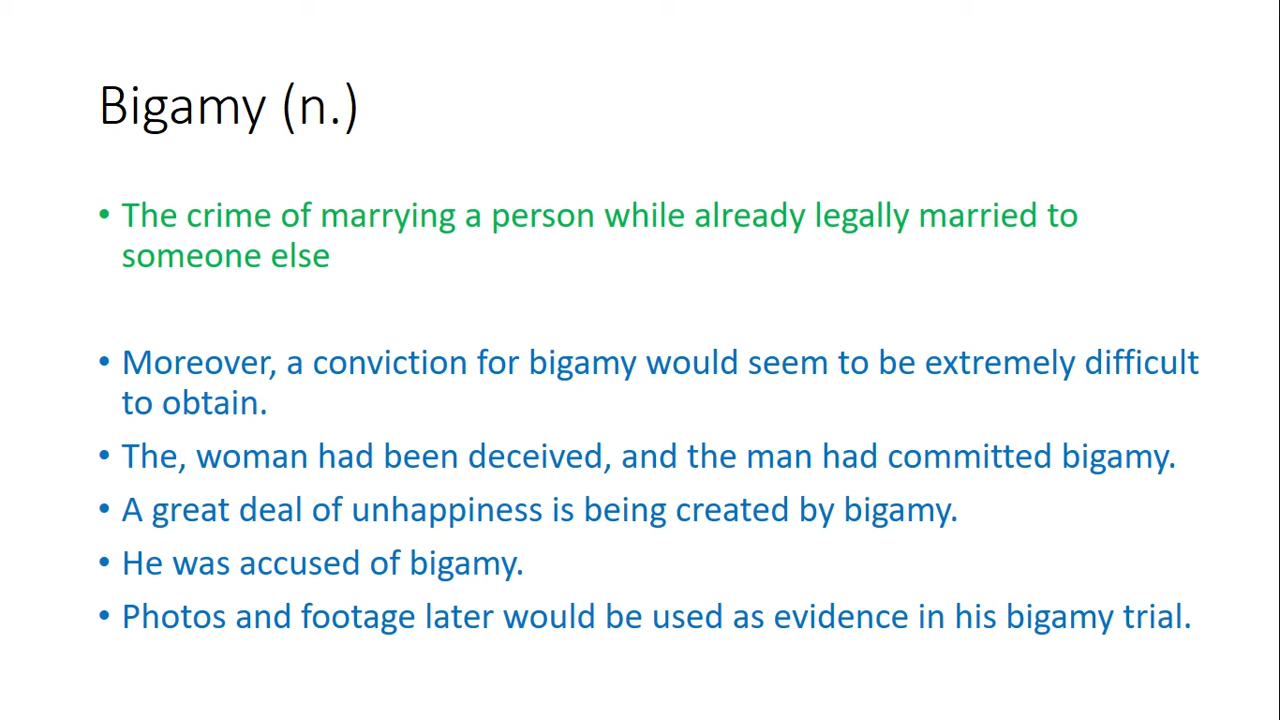 Bigamy (n.)
• The crime of marrying a person while already legally married to
someone else
• Moreover, a conviction for bigamy would seem to be extremely difficult
to obtain.
• The, woman had been deceived, and the man had committed bigamy.
• A great deal of unhappiness is being created by bigamy.
• He was accused of bigamy.
• Photos and footage later would be used as evidence in his bigamy trial.